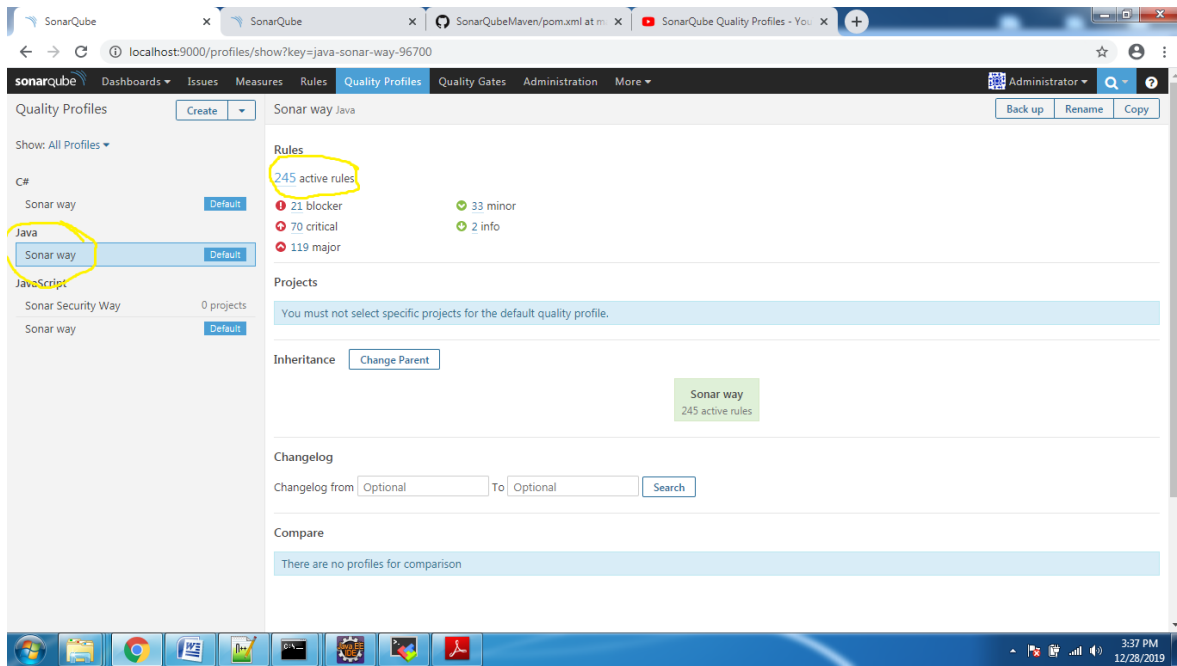 SonarQube
SonarQube
SonarQubeMaven/pom.xml at m
SonarQube Quality Profiles - You
localhost:9000/profiles/show?key=java-sonar-way-96700
sonarqube Dashboards Issues Measures Rules Quality Profiles Quality Gates Administration More Administrator
Quality Profiles
Create
Sonar way Java
Back up Rename Copy
Show: All Profiles
C#
Sonar way Default
Java
Sonar way Default
JavaScript
Sonar Security Way 0 projects
Sonar way Default
Rules
245 active rules
21 blocker
33 minor
70 critical
2 info
119 major
Projects
You must not select specific projects for the default quality profile.
Inheritance Change Parent
Sonar way
245 active rules
Changelog
Changelog from Optional To Optional Search
Compare
There are no profiles for comparison
3:37 PM
12/28/2019